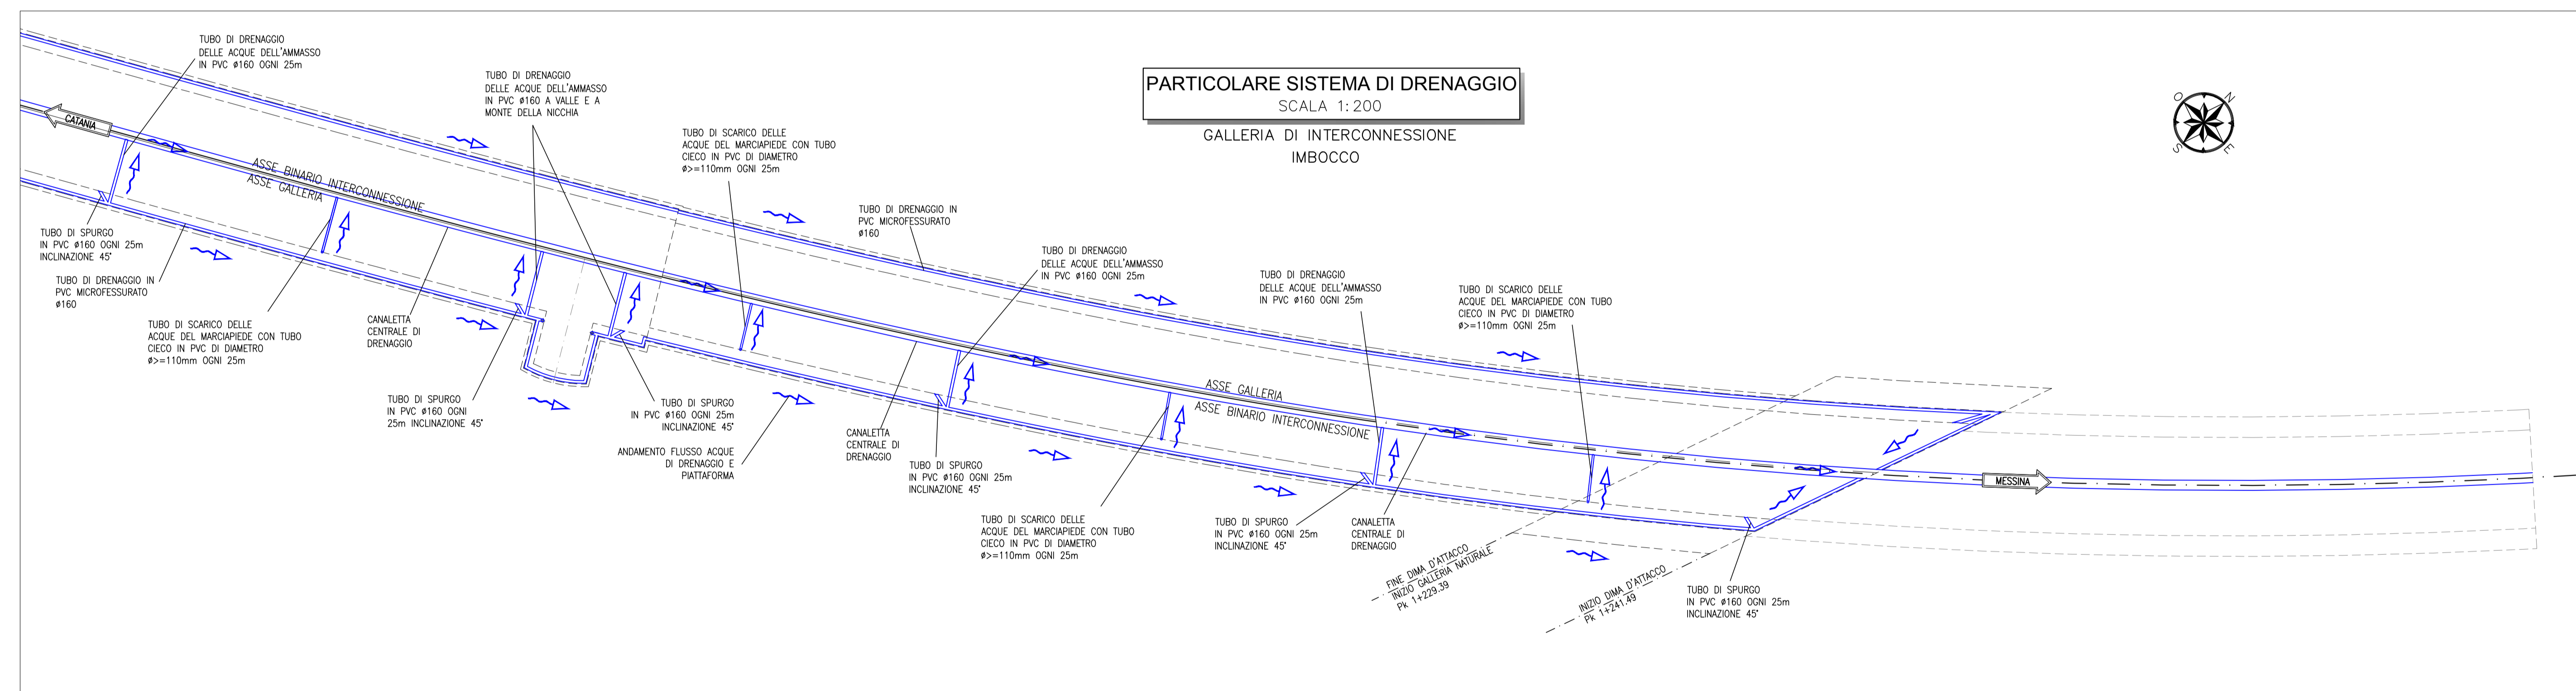 PARTICOLARE SISTEMA DI DRENAGGIO
SCALA 1:200
GALLERIA DI INTERCONNESSIONE
IMBOCCO
O
N
S
E
TUBO DI DRENAGGIO
DELLE ACQUE DELL'AMMASSO
IN PVC ø160 OGNI 25m
CATANIA
TUBO DI DRENAGGIO
DELLE ACQUE DELL'AMMASSO
IN PVC ø160 A VALLE E A
MONTE DELLA NICCHIA
TUBO DI SCARICO DELLE
ACQUE DEL MARCIAPIEDE CON TUBO
CIECO IN PVC DI DIAMETRO
ø>=110mm OGNI 25m
ASSE BINARIO INTERCONNESSIONE
ASSE GALLERIA
TUBO DI DRENAGGIO IN
PVC MICROFESSURATO
ø160
TUBO DI DRENAGGIO
DELLE ACQUE DELL'AMMASSO
IN PVC ø160 OGNI 25m
TUBO DI DRENAGGIO
DELLE ACQUE DELL'AMMASSO
IN PVC ø160 OGNI 25m
TUBO DI SCARICO DELLE
ACQUE DEL MARCIAPIEDE CON TUBO
CIECO IN PVC DI DIAMETRO
ø>=110mm OGNI 25m
TUBO DI SPURGO
IN PVC ø160 OGNI 25m
INCLINAZIONE 45°
TUBO DI DRENAGGIO IN
PVC MICROFESSURATO
ø160
TUBO DI SCARICO DELLE
ACQUE DEL MARCIAPIEDE CON TUBO
CIECO IN PVC DI DIAMETRO
ø>=110mm OGNI 25m
CANALETTA
CENTRALE DI
DRENAGGIO
TUBO DI SPURGO
IN PVC ø160 OGNI
25m INCLINAZIONE 45°
TUBO DI SPURGO
IN PVC ø160 OGNI 25m
INCLINAZIONE 45°
ANDAMENTO FLUSSO ACQUE
DI DRENAGGIO E
PIATTAFORMA
CANALETTA
CENTRALE DI
DRENAGGIO
TUBO DI SPURGO
IN PVC ø160 OGNI 25m
INCLINAZIONE 45°
ASSE GALLERIA
ASSE BINARIO INTERCONNESSIONE
TUBO DI SCARICO DELLE
ACQUE DEL MARCIAPIEDE CON TUBO
CIECO IN PVC DI DIAMETRO
ø>=110mm OGNI 25m
TUBO DI SPURGO
IN PVC ø160 OGNI 25m
INCLINAZIONE 45°
CANALETTA
CENTRALE DI
DRENAGGIO
MESSINA
FINE DIMA D'ATTACCO
INIZIO GALLERIA NATURALE
Pk 1+229.39
INIZIO DIMA D'ATTACCO
Pk 1+241.49
TUBO DI SPURGO
IN PVC ø160 OGNI 25m
INCLINAZIONE 45°